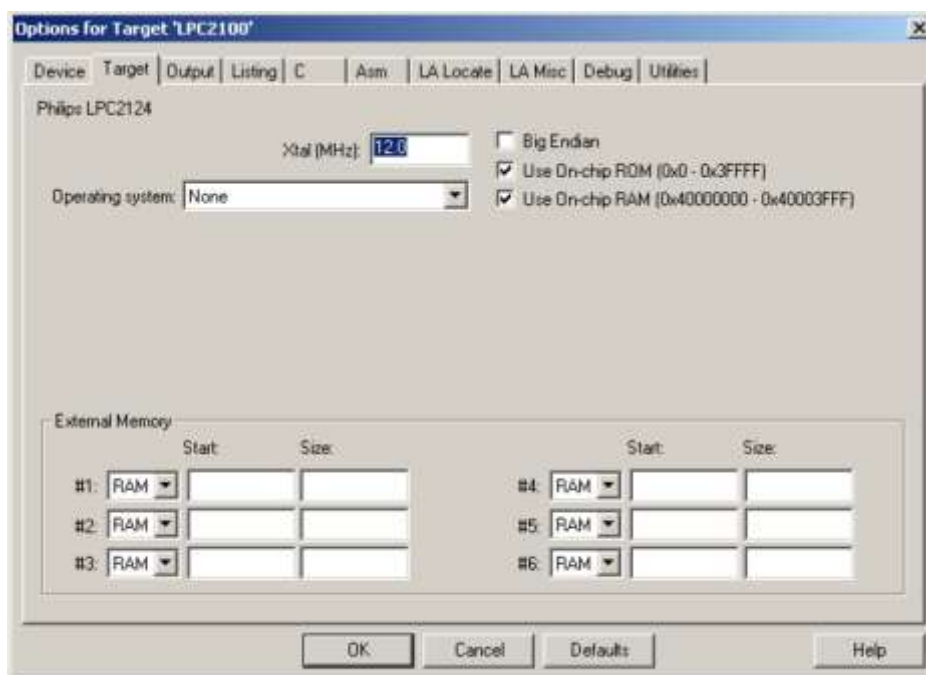 Options for Target 'LPC2100'
Device Target Output Listing C Asm LA Locate LA Misc Debug Utilities
Philips LPC2124
Xtal (MHz): 12.0
Big Endian
Use On-chip ROM (0x0 - 0x3FFFF)
Operating system: None
Use On-chip RAM (0x40000000 - 0x40003FFF)
External Memory
Start: Size: Start: Size:
#1: RAM #4: RAM
#2: RAM #5: RAM
#3: RAM #6: RAM
OK Cancel Defaults Help